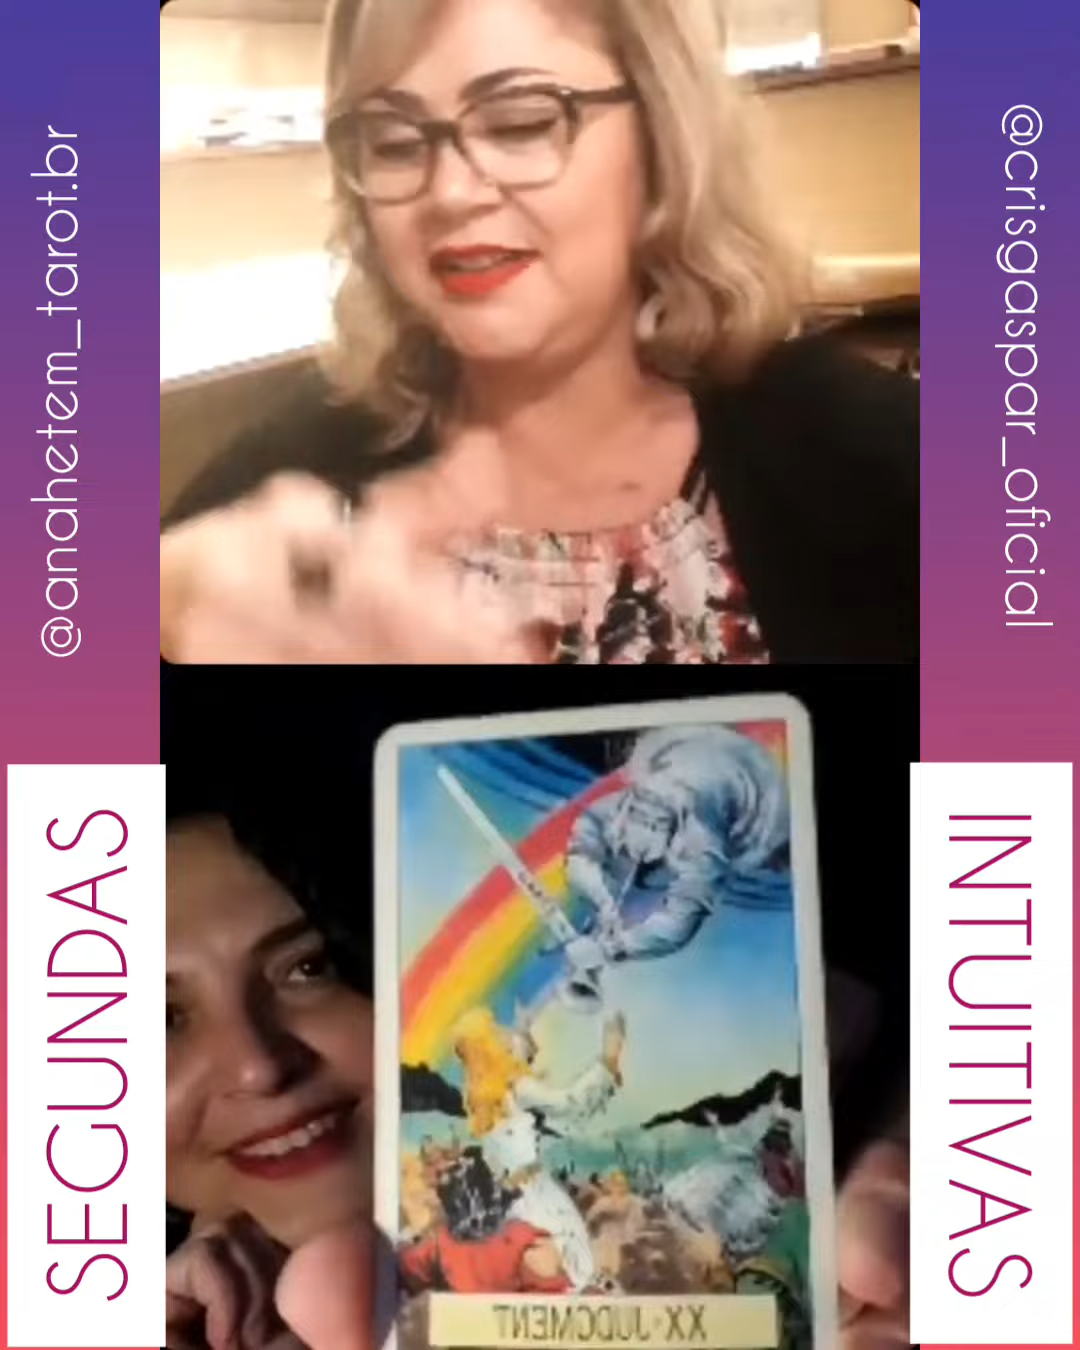 @anahetem_tarot.br
@crisgaspar_oficial
SEGUNDAS
INTUITIVAS
XX·JUDGMENT